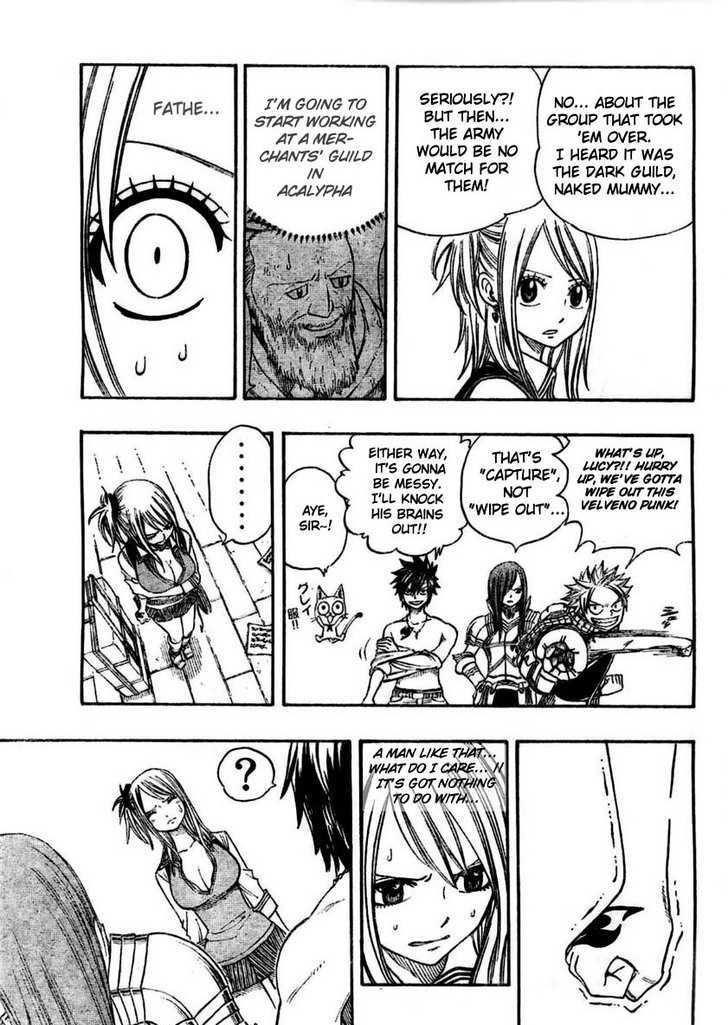 NO... ABOUT
THE GROUP
THAT TOOK
'EM OVER.
I HEARD IT WAS
THE DARK GUILD,
NAKED MUMMY...
SERIOUSLY?!
BUT THEN...
THE ARMY
WOULD BE NO
MATCH FOR
THEM!
I'M GOING TO
START WORKING
AT A MER-
CHANTS' GUILD
IN
ACALYPHA
FATHE...
WHAT'S UP,
LUCY?!! HURRY
UP, WE'VE GOTTA
WIPE OUT THIS
VELVENO PUNK!
THAT'S
"CAPTURE",
NOT
"WIPE OUT"...
EITHER WAY,
IT'S GONNA
BE MESSY.
I'LL KNOCK
HIS BRAINS
OUT!!
AYE,
SIR~!
グレイ
服!!
......
A MAN LIKE THAT...
WHAT DO I CARE...!!
IT'S GOT NOTHING
TO DO WITH...
?